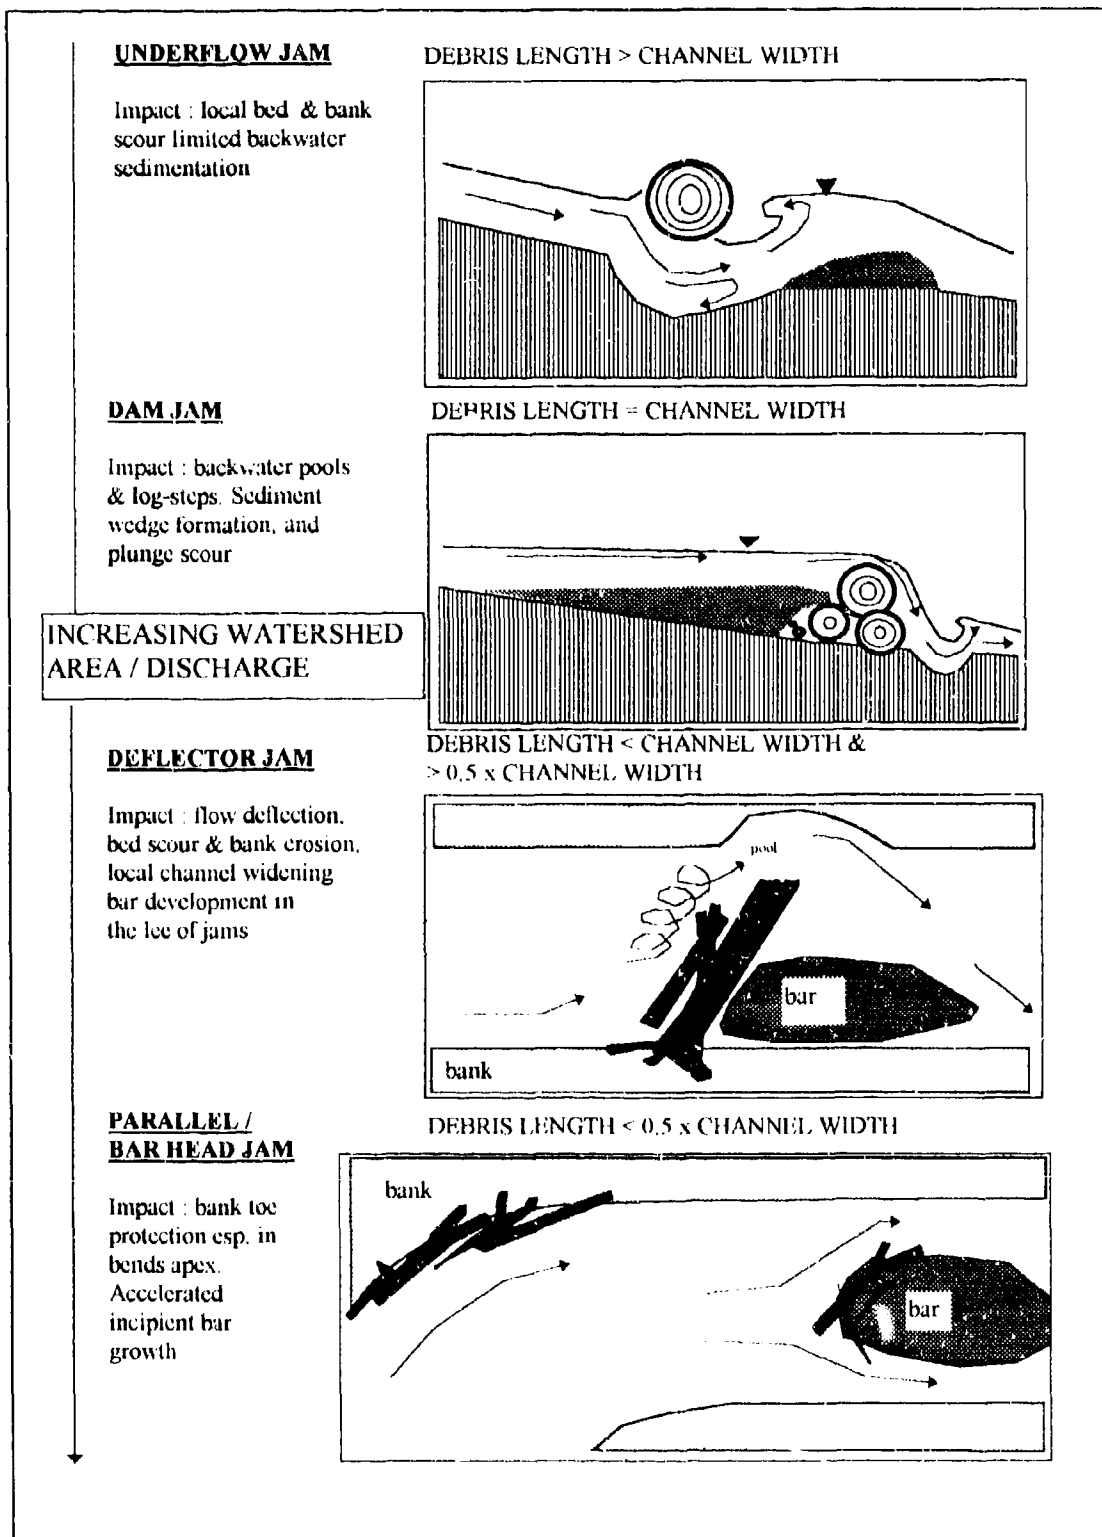 UNDERFLOW JAM
DEBRIS LENGTH > CHANNEL WIDTH
Impact : local bed & bank
scour limited backwater
sedimentation
DAM JAM
DEBRIS LENGTH = CHANNEL WIDTH
Impact : backwater pools
& log-steps. Sediment
wedge formation, and
plunge scour
INCREASING WATERSHED
AREA / DISCHARGE
DEFLECTOR JAM
DEBRIS LENGTH < CHANNEL WIDTH &
> 0.5 x CHANNEL WIDTH
Impact : flow deflection,
bed scour & bank erosion,
local channel widening
bar development in
the lee of jams
pool
bar
bank
PARALLEL /
BAR HEAD JAM
DEBRIS LENGTH < 0.5 x CHANNEL WIDTH
Impact : bank toe
protection esp. in
bends apex.
Accelerated
incipient bar
growth
bank
bar